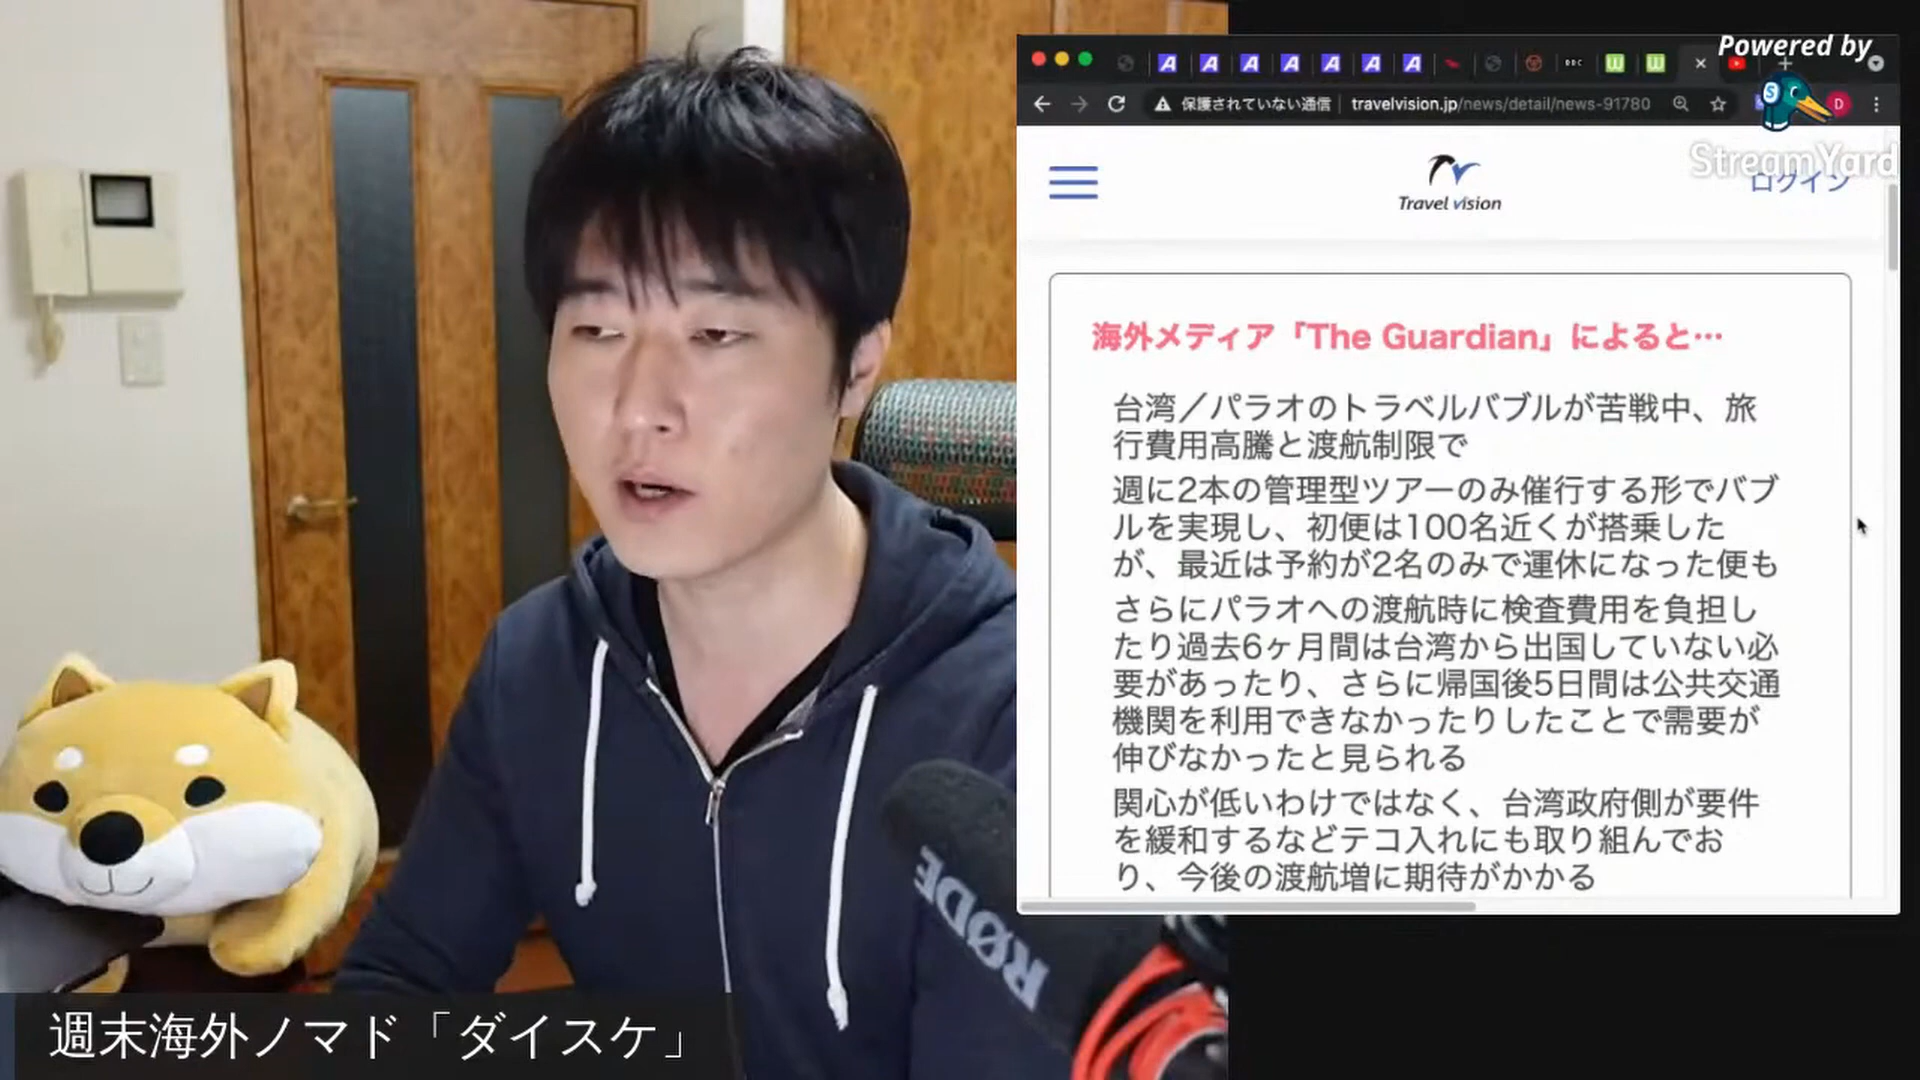 Powered by
StreamYard
保護されていない通信 travelvision.jp/news/detail/news-91780
Travel vision
ログイン
海外メディア「The Guardian」によると…
台湾／パラオのトラベルバブルが苦戦中、旅
行費用高騰と渡航制限で
週に2本の管理型ツアーのみ催行する形でバブ
ルを実現し、初便は100名近くが搭乗した
が、最近は予約が2名のみで運休になった便も
さらにパラオへの渡航時に検査費用を負担し
たり過去6ヶ月間は台湾から出国していない必
要があったり、さらに帰国後5日間は公共交通
機関を利用できなかったりしたことで需要が
伸びなかったと見られる
関心が低いわけではなく、台湾政府側が要件
を緩和するなどテコ入れにも取り組んでお
り、今後の渡航増に期待がかかる
RØDE
週末海外ノマド「ダイスケ」